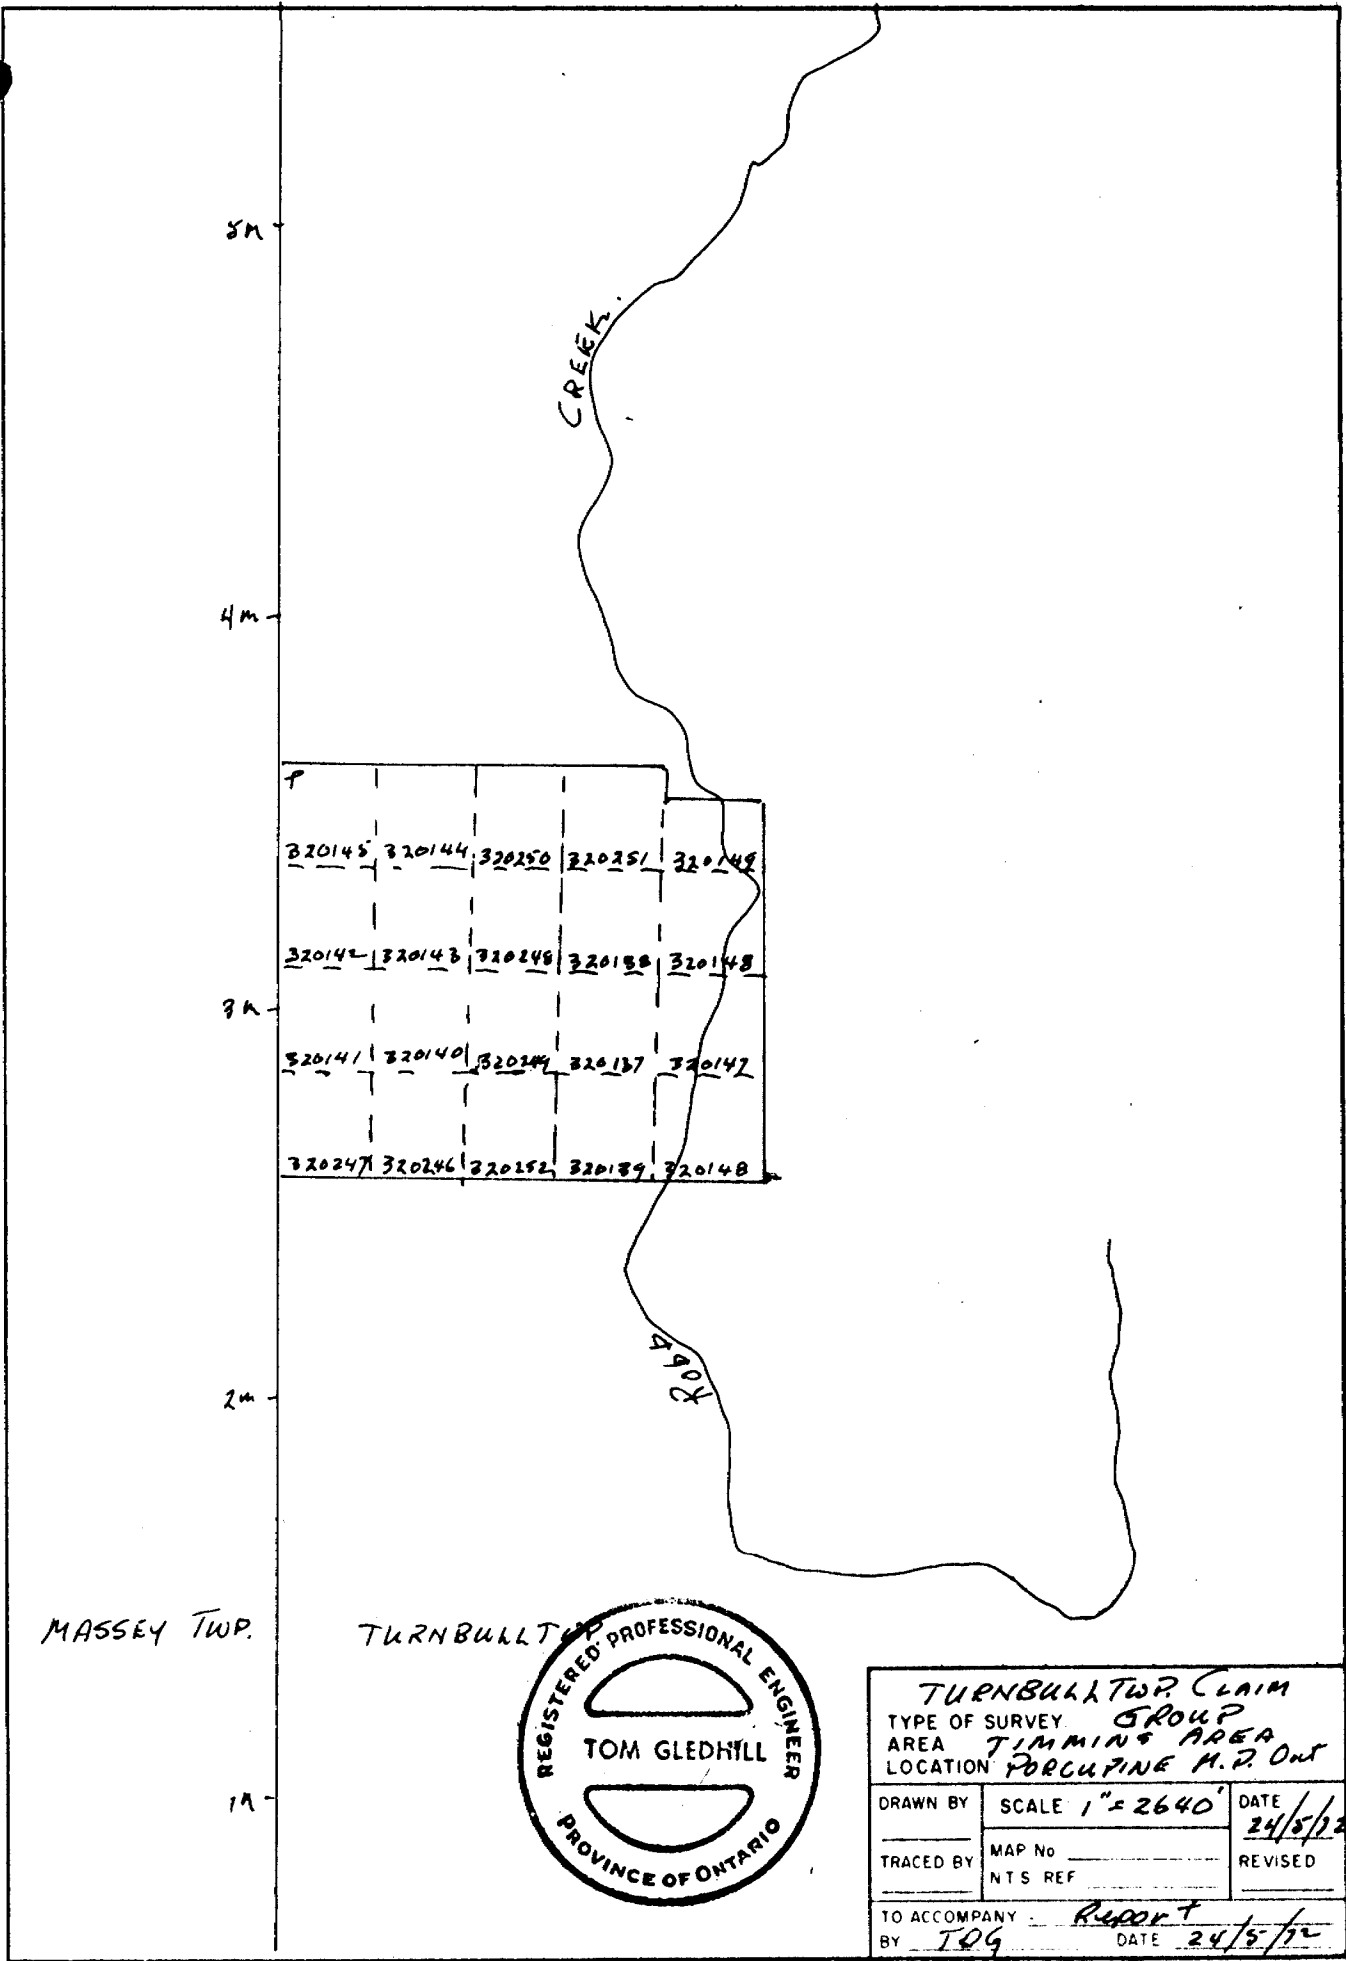 5M
CREEK.
4m
P
320145 320144 320250 320251 320149
320142 320143 320248 320138 320148
3M
320141 320140 320249 320137 320147
320247 320246 320252 320139 320148
Robb
2m
MASSEY TWP. TURNBULL TWP
REGISTERED PROFESSIONAL ENGINEER
TOM GLEDHILL
PROVINCE OF ONTARIO
1M
TURNBULL TWP. CLAIM
TYPE OF SURVEY GROUP
AREA TIMMINS AREA
LOCATION PORCUPINE M.D. Ont
DRAWN BY
SCALE 1" = 2640'
DATE 24/5/72
TRACED BY
MAP No
NTS REF
REVISED
TO ACCOMPANY Report
BY TDG DATE 24/5/72